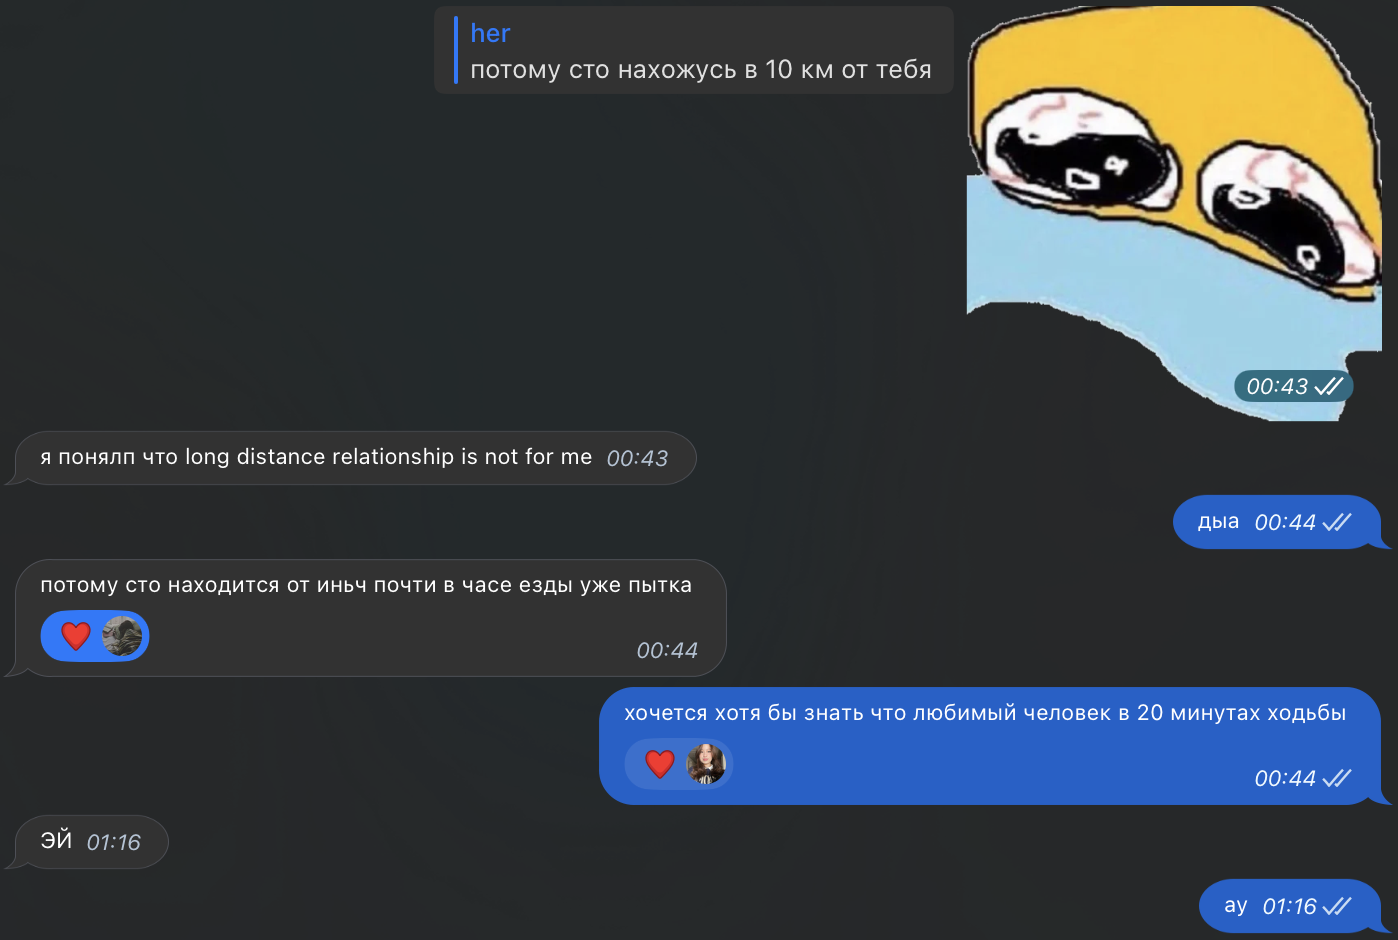 her
потому сто нахожусь в 10 км от тебя
00:43
я понялп что long distance relationship is not for me 00:43
дыа 00:44
потому сто находится от иньч почти в часе езды уже пытка
00:44
хочется хотя бы знать что любимый человек в 20 минутах ходьбы
00:44
ЭЙ 01:16
ау 01:16